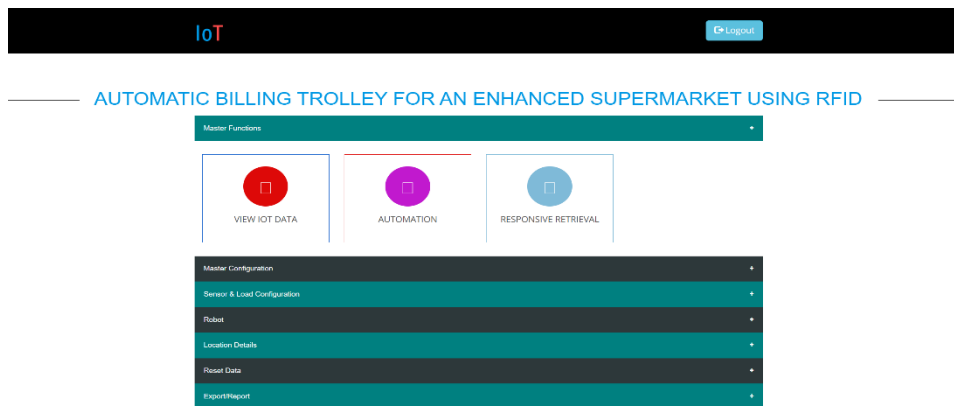 IoT
Logout
AUTOMATIC BILLING TROLLEY FOR AN ENHANCED SUPERMARKET USING RFID
Master Functions +
VIEW IOT DATA
AUTOMATION
RESPONSIVE RETRIEVAL
Master Configuration +
Sensor & Load Configuration +
Robot +
Location Details +
Reset Data +
Export/Report +